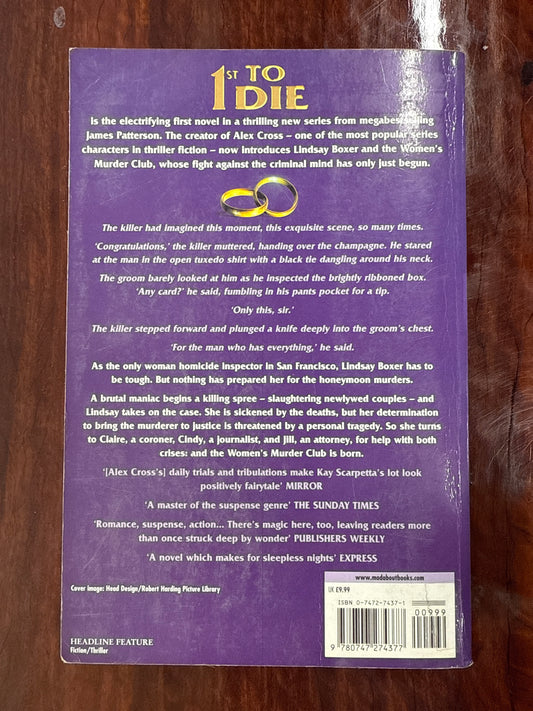 1ST TO DIE
Is the electrifying first novel in a thrilling new series from megabestselling
James Patterson. The creator of Alex Cross – one of the most popular series
characters in thriller fiction – now introduces Lindsay Boxer and the Women's
Murder Club, whose fight against the criminal mind has only just begun.
The killer had imagined this moment, this exquisite scene, so many times.
'Congratulations,' the killer muttered, handing over the champagne. He stared
at the man in the open tuxedo shirt with a black tie dangling around his neck.
The groom barely looked at him as he inspected the brightly ribboned box.
'Any card?' he said, fumbling in his pants pocket for a tip.
'Only this, sir.'
The killer stepped forward and plunged a knife deeply into the groom's chest.
'For the man who has everything,' he said.
As the only woman homicide inspector in San Francisco, Lindsay Boxer has to
be tough. But nothing has prepared her for the honeymoon murders.
A brutal maniac begins a killing spree – slaughtering newlywed couples – and
Lindsay takes on the case. She is sickened by the deaths, but her determination
to bring the murderer to justice is threatened by a personal tragedy. So she
turns to Claire, a coroner, Cindy, a journalist, and Jill, an attorney, for help with both
crises: and the Women's Murder Club is born.
'[Alex Cross's] daily trials and tribulations make Kay Scarpetta's lot look
positively fairytale' MIRROR
'A master of the suspense genre' THE SUNDAY TIMES
'Romance, suspense, action... There's magic here, too, leaving readers more
than once struck deep by wonder' PUBLISHERS WEEKLY
'A novel which makes for sleepless nights' EXPRESS
Cover image: Head Design/Robert Harding Picture Library
www.madaboutbooks.com
UK £9.99
ISBN 0-7472-7437-1
00999
9 780747 274377
HEADLINE FEATURE
Fiction/Thriller